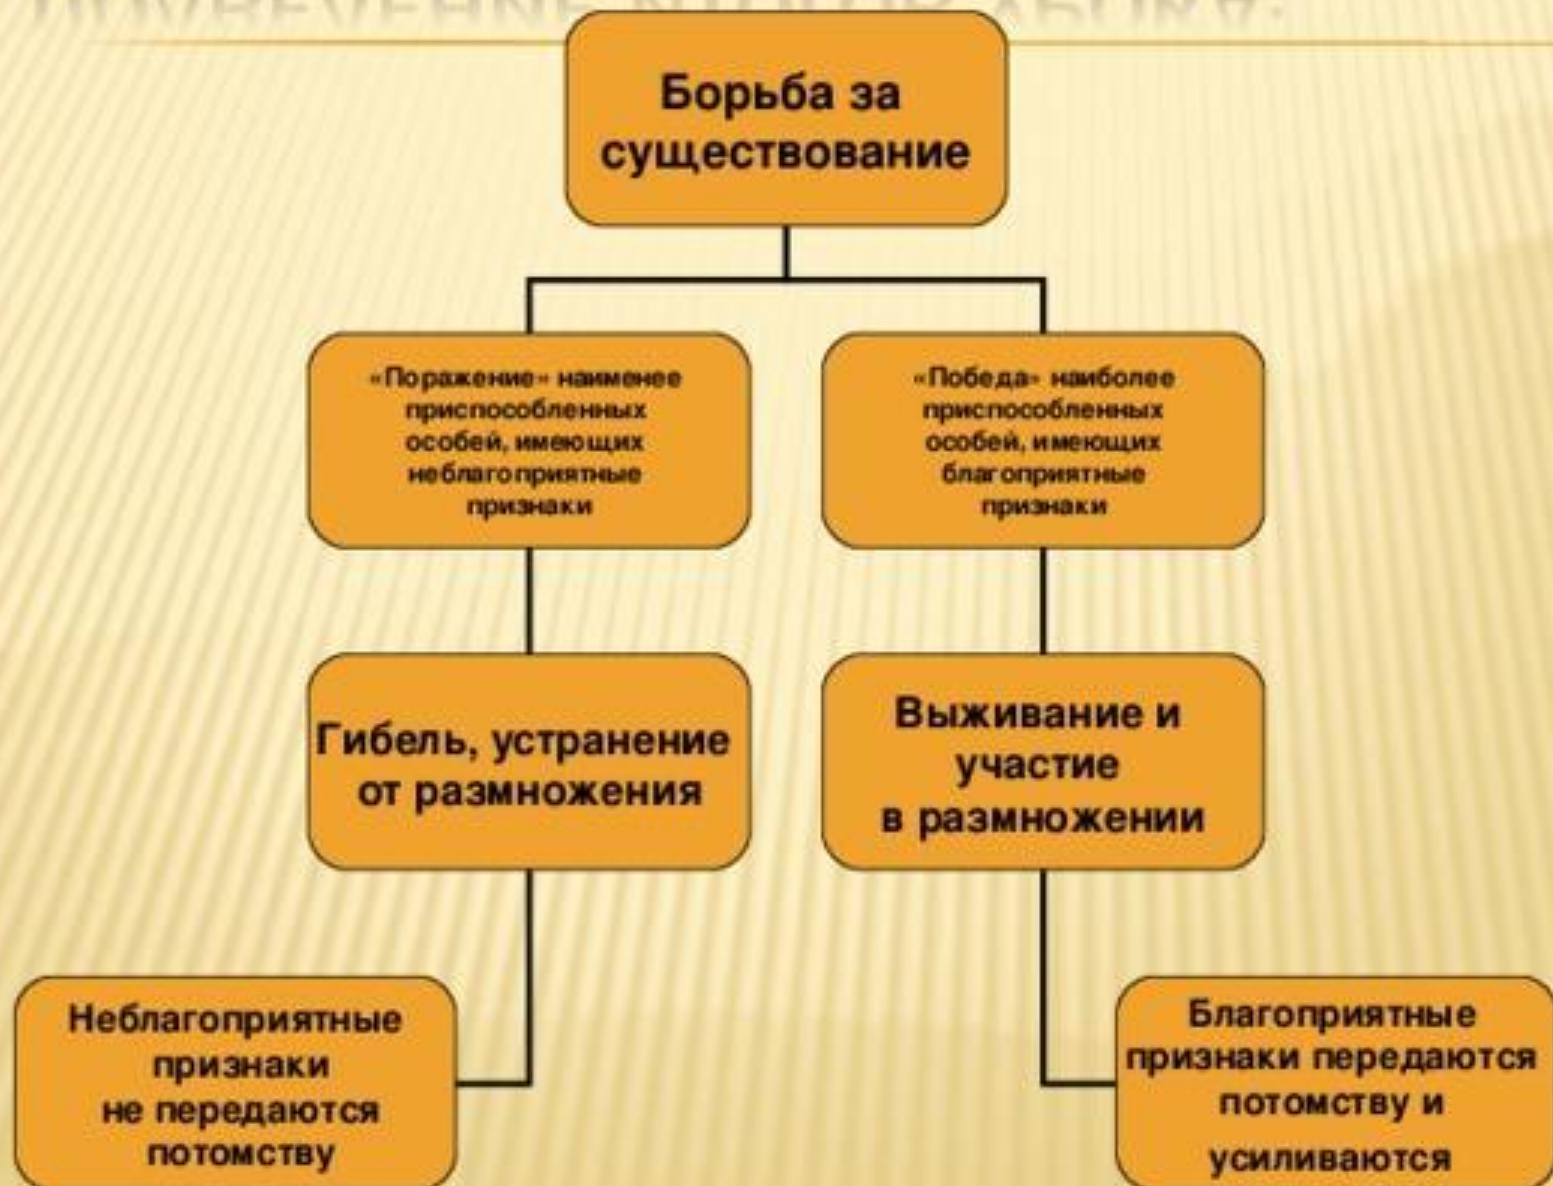 Борьба за
существование
«Поражение» наименее
приспособленных
особей, имеющих
неблагоприятные
признаки
«Победа» наиболее
приспособленных
особей, имеющих
благоприятные
признаки
Гибель, устранение
от размножения
Выживание и
участие
в размножении
Неблагоприятные
признаки
не передаются
потомству
Благоприятные
признаки передаются
потомству и
усиливаются